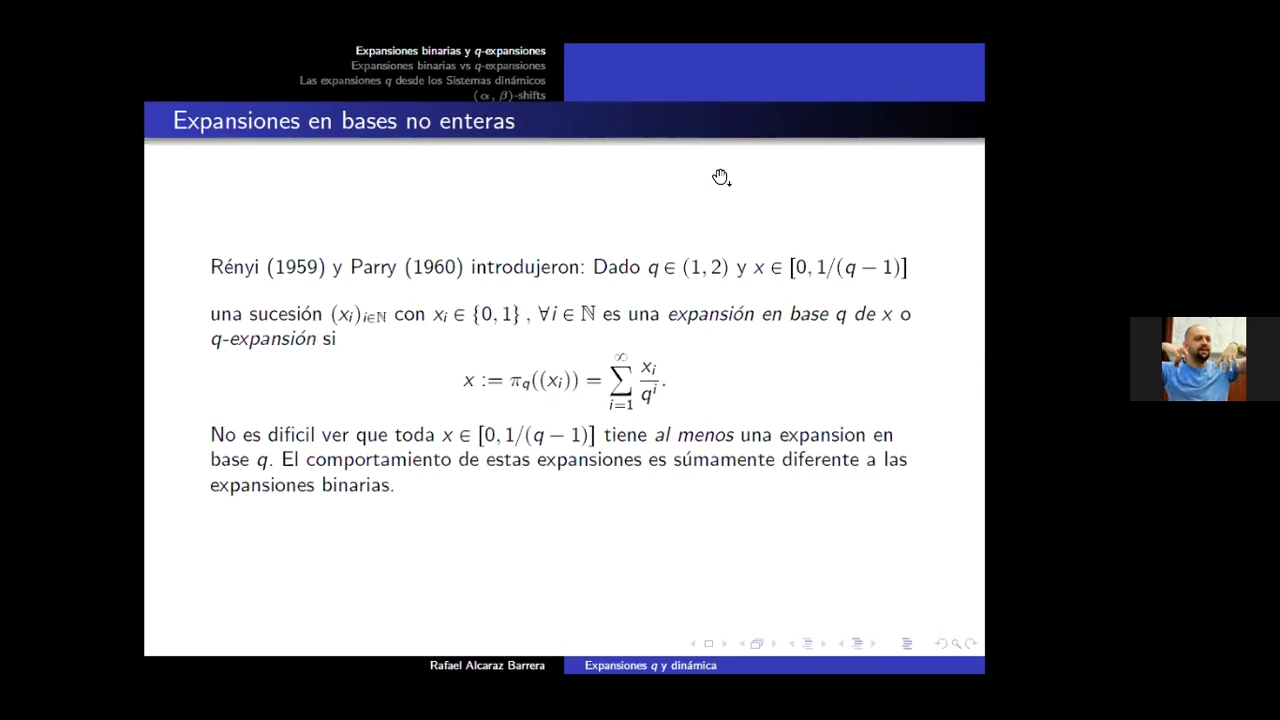 Expansiones binarias y q-expansiones
Expansiones binarias vs q-expansiones
Las expansiones q desde los Sistemas dinámicos
(α, β)-shifts
Expansiones en bases no enteras
Rényi (1959) y Parry (1960) introdujeron: Dado q ∈ (1, 2) y x ∈ [0, 1/(q − 1)]
una sucesión (xᵢ)ᵢ∈ℕ con xᵢ ∈ {0, 1} , ∀i ∈ ℕ es una expansión en base q de x o
q-expansión si
x := π_q((xᵢ)) = ∑_{i=1}^{∞} xᵢ/qⁱ.
No es dificil ver que toda x ∈ [0, 1/(q − 1)] tiene al menos una expansion en
base q. El comportamiento de estas expansiones es súmamente diferente a las
expansiones binarias.
Rafael Alcaraz Barrera
Expansiones q y dinámica